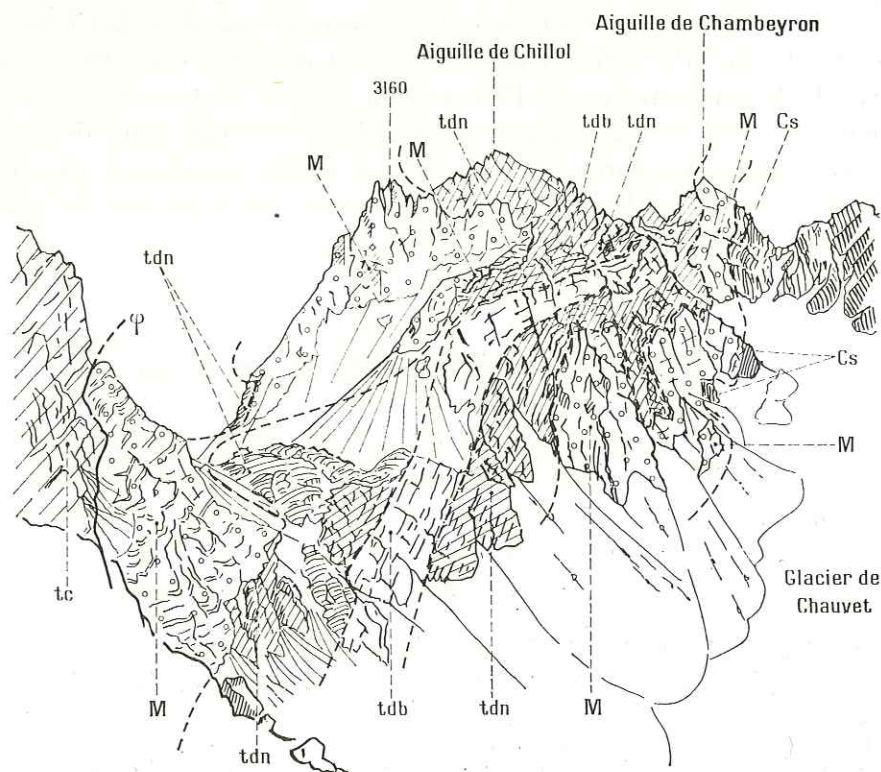 Aiguille de Chambeyron
Aiguille de Chillol
3160
tdb
tdn
M
Cs
M
M
tdn
tdn
φ
Cs
M
tc
Glacier de
Chauvet
M
tdn
tdb
tdn
M